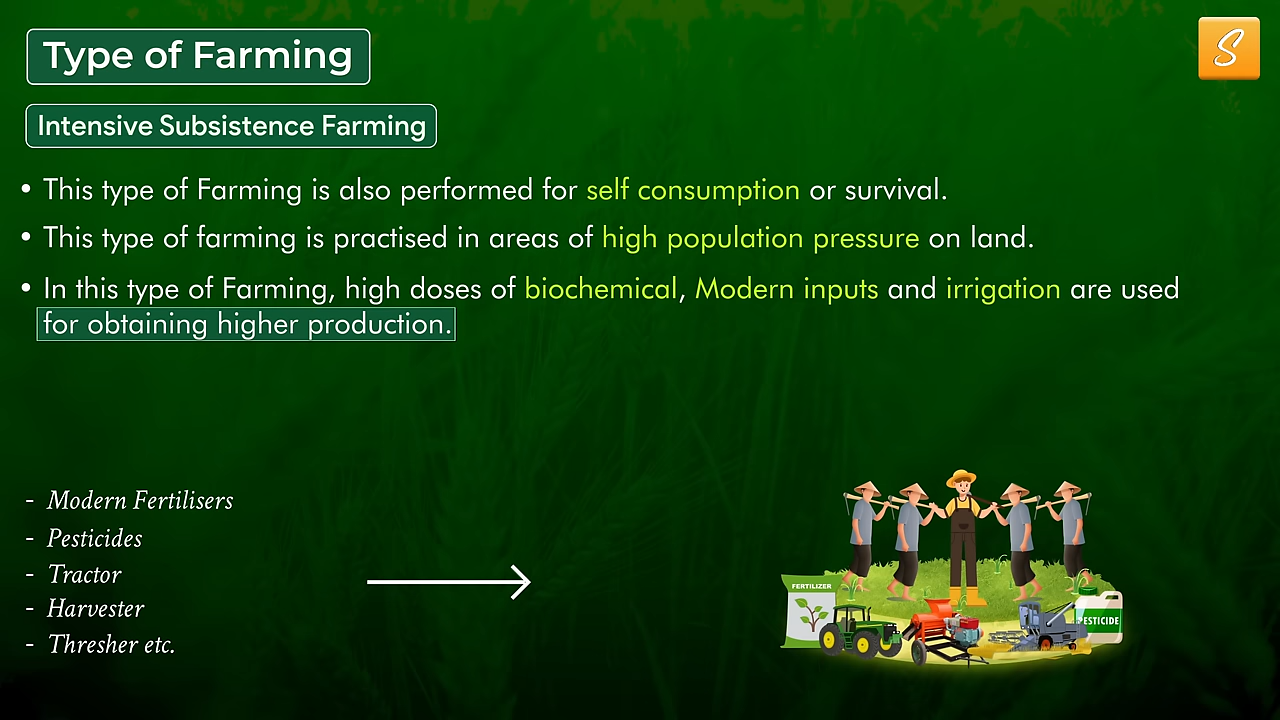 Type of Farming
S
Intensive Subsistence Farming
• This type of Farming is also performed for self consumption or survival.
• This type of farming is practised in areas of high population pressure on land.
• In this type of Farming, high doses of biochemical, Modern inputs and irrigation are used
for obtaining higher production.
- Modern Fertilisers
- Pesticides
- Tractor
- Harvester
- Thresher etc.
FERTILIZER
PESTICIDE